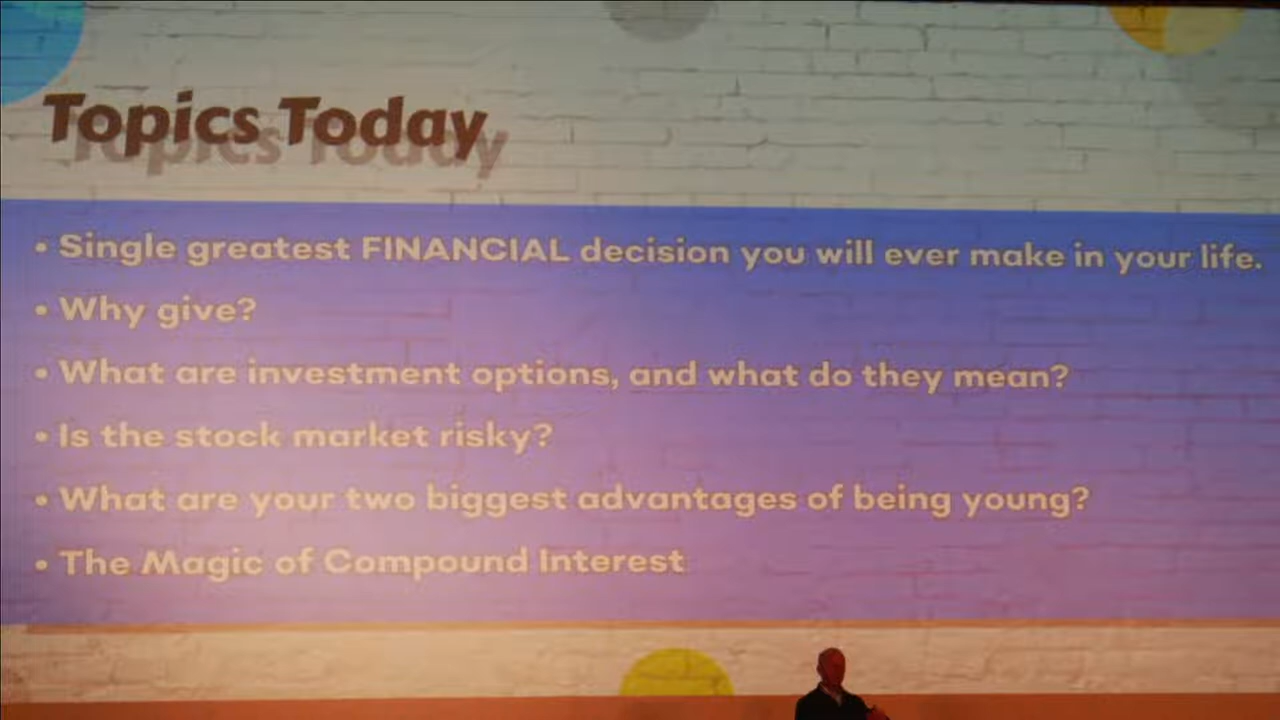 Topics Today
• Single greatest FINANCIAL decision you will ever make in your life.
• Why give?
• What are investment options, and what do they mean?
• Is the stock market risky?
• What are your two biggest advantages of being young?
• The Magic of Compound Interest